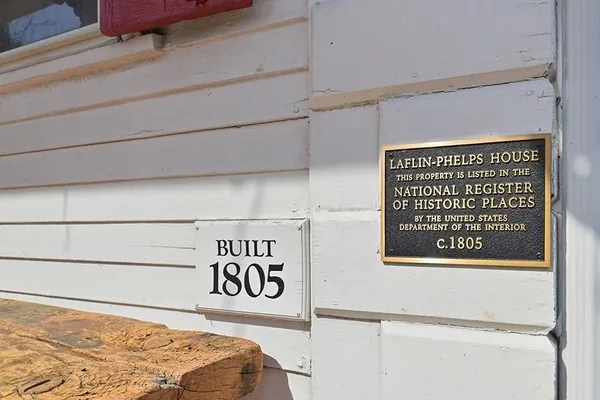 BUILT
1805
LAFLIN-PHELPS HOUSE
THIS PROPERTY IS LISTED IN THE
NATIONAL REGISTER
OF HISTORIC PLACES
BY THE UNITED STATES
DEPARTMENT OF THE INTERIOR
C.1805